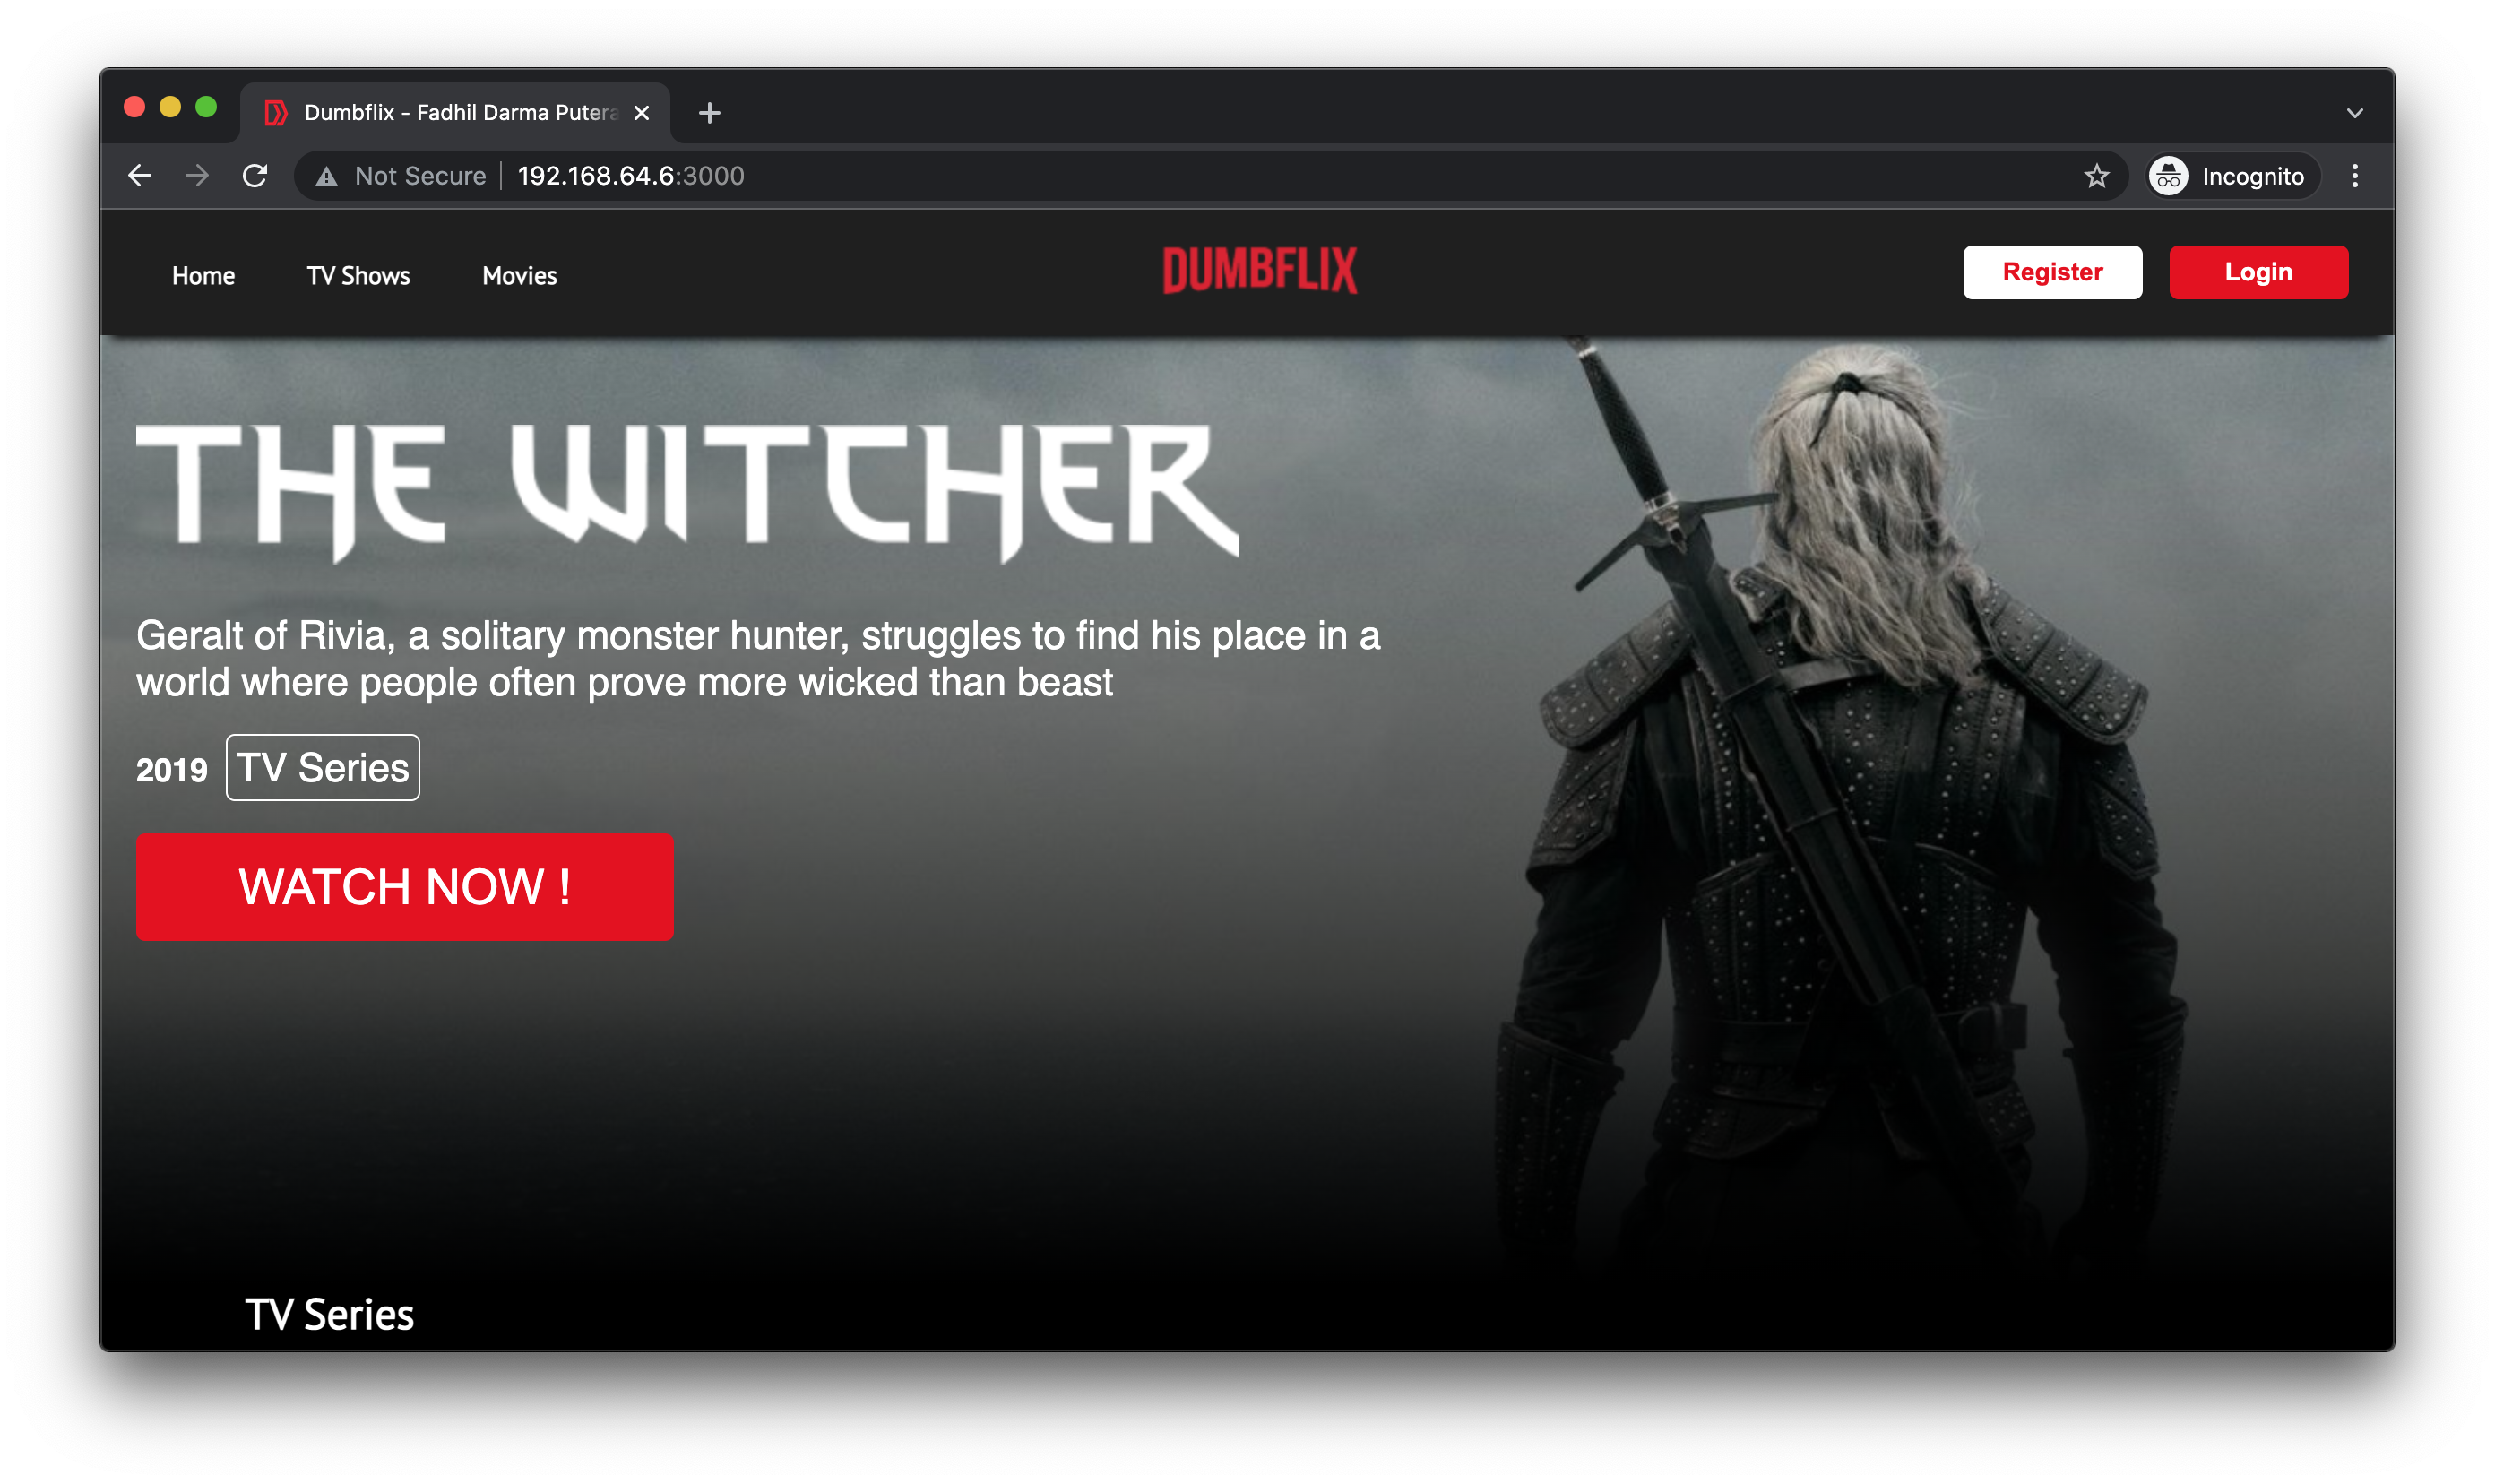 Dumbflix - Fadhil Darma Putera
Not Secure 192.168.64.6:3000
Incognito
Home TV Shows Movies DUMBFLIX Register Login
THE WITCHER
Geralt of Rivia, a solitary monster hunter, struggles to find his place in a
world where people often prove more wicked than beast
2019 TV Series
WATCH NOW !
TV Series